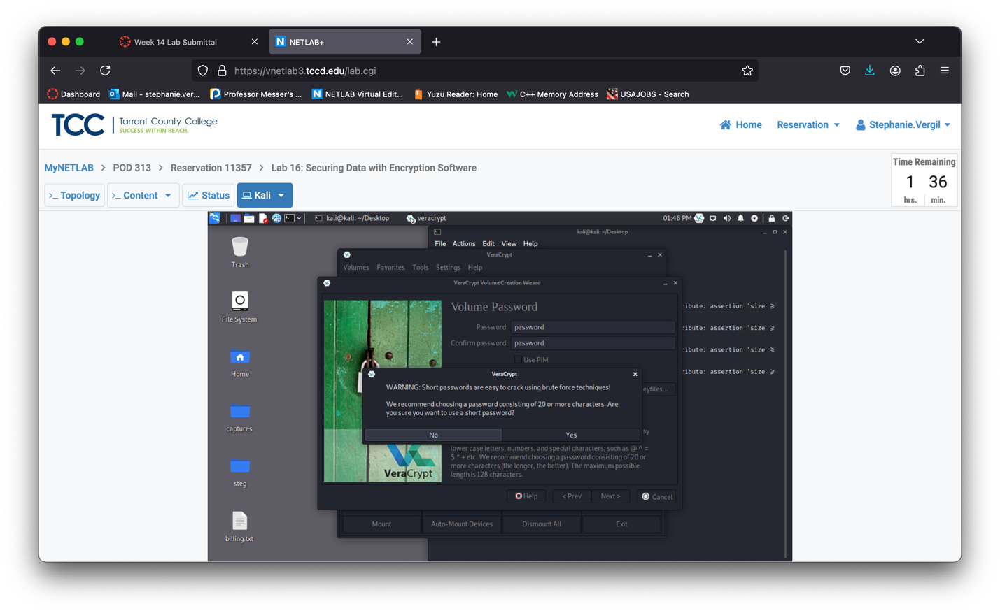 Week 14 Lab Submittal
NETLAB+
https://vnetlab3.tccd.edu/lab.cgi
Dashboard
Mail - stephanie.ver...
Professor Messer's ...
NETLAB Virtual Edit...
Yuzu Reader: Home
C++ Memory Address
USAJOBS - Search
TCC
Tarrant County College
SUCCESS WITHIN REACH.
Home
Reservation
Stephanie.Vergil
MyNETLAB > POD 313 > Reservation 11357 > Lab 16: Securing Data with Encryption Software
Time Remaining
1 36
hrs. min.
>_ Topology
>_ Content
Status
Kali
kali@kali: ~/Desktop
veracrypt
01:46 PM
kali@kali: ~/Desktop
File Actions Edit View Help
Trash
File System
Home
captures
steg
billing.txt
VeraCrypt
Volumes Favorites Tools Settings Help
VeraCrypt Volume Creation Wizard
Volume Password
Password: password
Confirm password: password
Use PIM
ribute: assertion 'size >
ribute: assertion 'size >
ribute: assertion 'size >
ribute: assertion 'size >
eyfiles...
VeraCrypt
WARNING: Short passwords are easy to crack using brute force techniques!
We recommend choosing a password consisting of 20 or more characters. Are
you sure you want to use a short password?
No
Yes
sy
lower case letters, numbers, and special characters, such as @ ^ =
$ * + etc. We recommend choosing a password consisting of 20 or
more characters (the longer, the better). The maximum possible
length is 128 characters.
VeraCrypt
Help
< Prev
Next >
Cancel
Mount
Auto-Mount Devices
Dismount All
Exit